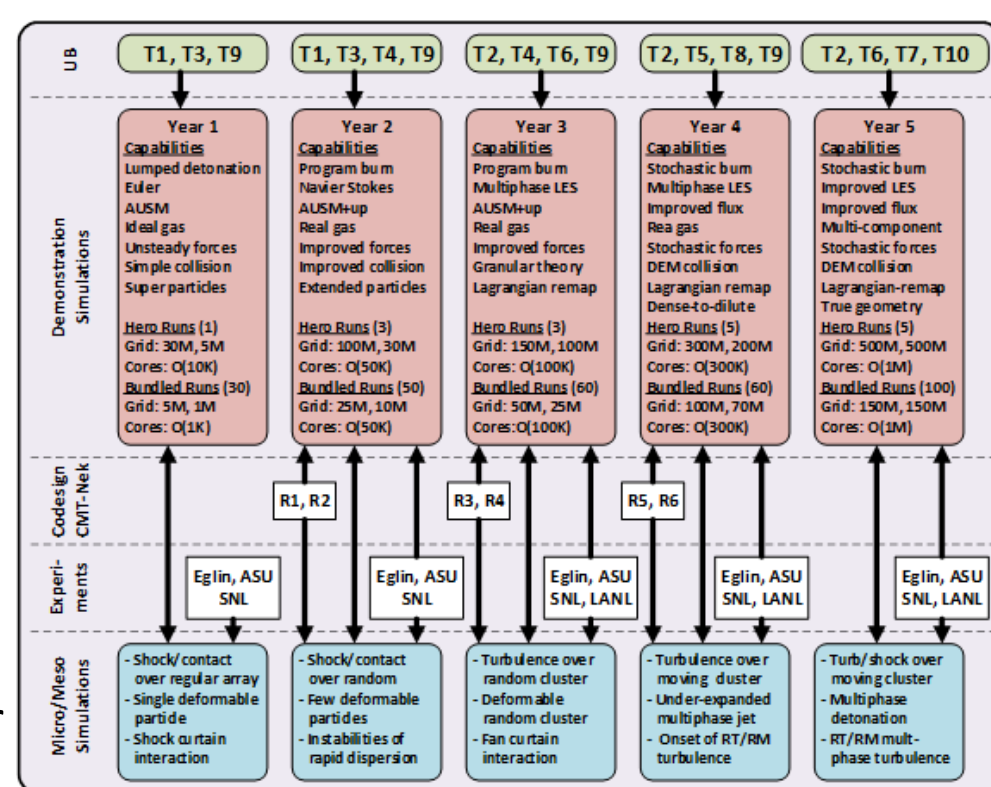 UB
T1, T3, T9
T1, T3, T4, T9
T2, T4, T6, T9
T2, T5, T8, T9
T2, T6, T7, T10
Demonstration
Simulations
Year 1
Capabilities
Lumped detonation
Euler
AUSM
Ideal gas
Unsteady forces
Simple collision
Super particles
Hero Runs (1)
Grid: 30M, 5M
Cores: O(10K)
Bundled Runs (30)
Grid: 5M, 1M
Cores: O(1K)
Year 2
Capabilities
Program burn
Navier Stokes
AUSM+up
Real gas
Improved forces
Improved collision
Extended particles
Hero Runs (3)
Grid: 100M, 30M
Cores: O(50K)
Bundled Runs (50)
Grid: 25M, 10M
Cores: O(50K)
Year 3
Capabilities
Program burn
Multiphase LES
AUSM+up
Real gas
Improved forces
Granular theory
Lagrangian remap
Hero Runs (3)
Grid: 150M, 100M
Cores: O(100K)
Bundled Runs (60)
Grid: 50M, 25M
Cores:O(100K)
Year 4
Capabilities
Stochastic burn
Multiphase LES
Improved flux
Rea gas
Stochastic forces
DEM collision
Lagrangian remap
Dense-to-dilute
Hero Runs (5)
Grid: 300M, 200M
Cores: O(300K)
Bundled Runs (60)
Grid: 100M, 70M
Cores: O(300K)
Year 5
Capabilities
Stochastic burn
Improved LES
Improved flux
Multi-component
Stochastic forces
DEM collision
Lagrangian-remap
True geometry
Hero Runs (5)
Grid: 500M, 500M
Cores: O(1M)
Bundled Runs (100)
Grid: 150M, 150M
Cores: O(1M)
Codesign
CMT-Nek
R1, R2
R3, R4
R5, R6
Experi-
ments
Eglin, ASU
SNL
Eglin, ASU
SNL
Eglin, ASU
SNL, LANL
Eglin, ASU
SNL, LANL
Eglin, ASU
SNL, LANL
Micro/Meso
Simulations
- Shock/contact
over regular array
- Single deformable
particle
- Shock curtain
interaction
- Shock/contact
over random
- Few deformable
partides
- Instabilities of
rapid dispersion
- Turbulence over
random cluster
- Deformable
random cluster
- Fan curtain
interaction
- Turbulence over
moving cluster
- Under-expanded
multiphase jet
- Onset of RT/RM
turbulence
- Turb/shock over
moving cluster
- Multiphase
detonation
- RT/RM mult-
phase turbulence